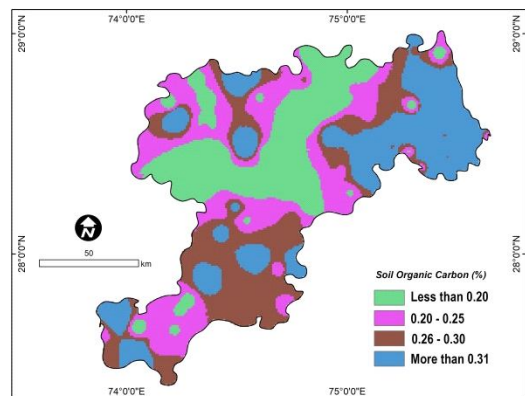 74°0'0"E
75°0'0"E
29°0'0"N
29°0'0"N
28°0'0"N
28°0'0"N
N
50
km
Soil Organic Carbon (%)
Less than 0.20
0.20 - 0.25
0.26 - 0.30
More than 0.31
74°0'0"E
75°0'0"E